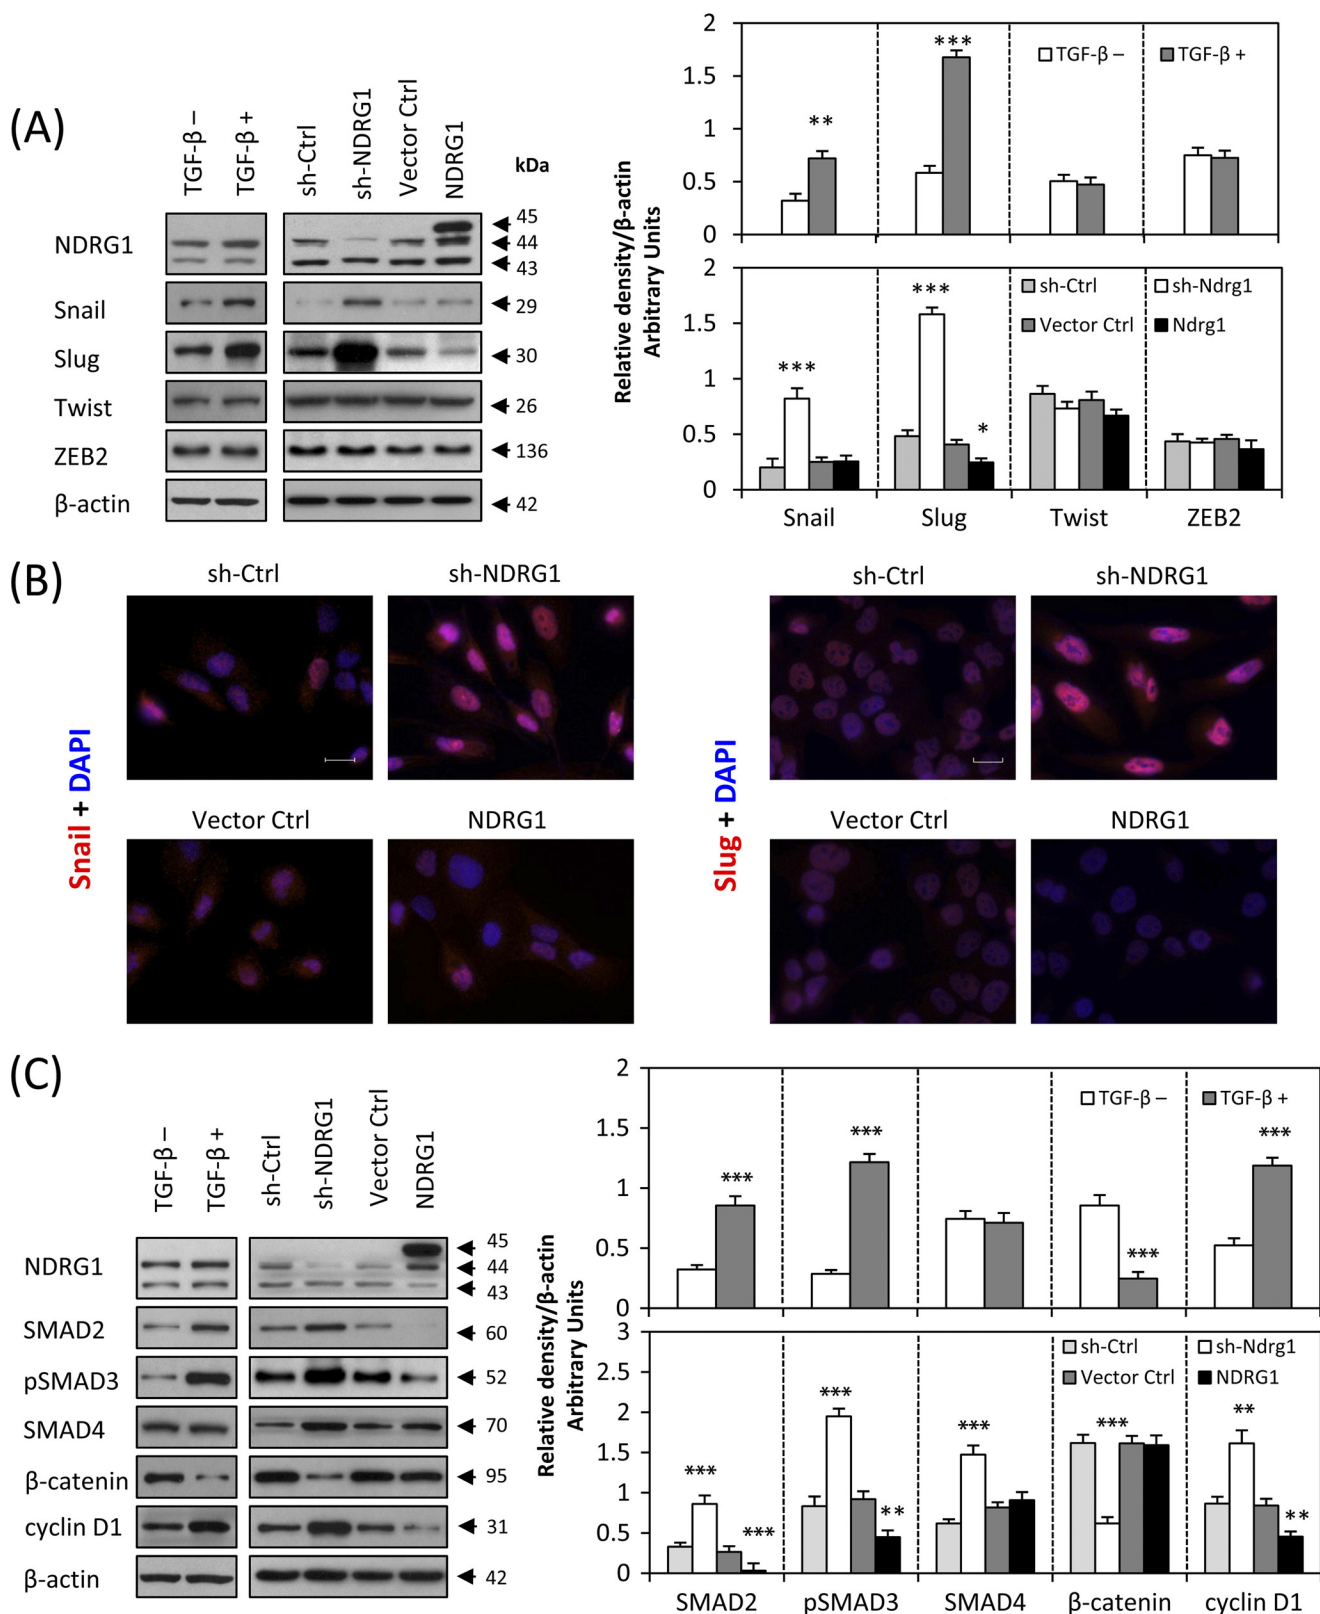 (A)
TGF-β –
TGF-β +
sh-Ctrl
sh-NDRG1
Vector Ctrl
NDRG1
kDa
NDRG1
45
44
43
Snail
29
Slug
30
Twist
26
ZEB2
136
β-actin
42
Relative density/β-actin
Arbitrary Units
2
1.5
1
0.5
0
** *** TGF-β – TGF-β +
2
1.5
1
0.5
0
*** *** *
sh-Ctrl sh-Ndrg1
Vector Ctrl Ndrg1
Snail Slug Twist ZEB2
(B)
sh-Ctrl sh-NDRG1 sh-Ctrl sh-NDRG1
Snail + DAPI
Slug + DAPI
Vector Ctrl NDRG1 Vector Ctrl NDRG1
(C)
TGF-β –
TGF-β +
sh-Ctrl
sh-NDRG1
Vector Ctrl
NDRG1
NDRG1
45
44
43
SMAD2
60
pSMAD3
52
SMAD4
70
β-catenin
95
cyclin D1
31
β-actin
42
Relative density/β-actin
Arbitrary Units
2
1.5
1
0.5
0
TGF-β – TGF-β +
*** *** *** ***
3
2.5
2
1.5
1
0.5
0
sh-Ctrl sh-Ndrg1
Vector Ctrl NDRG1
*** *** *** *** ** ** *** **
SMAD2 pSMAD3 SMAD4 β-catenin cyclin D1